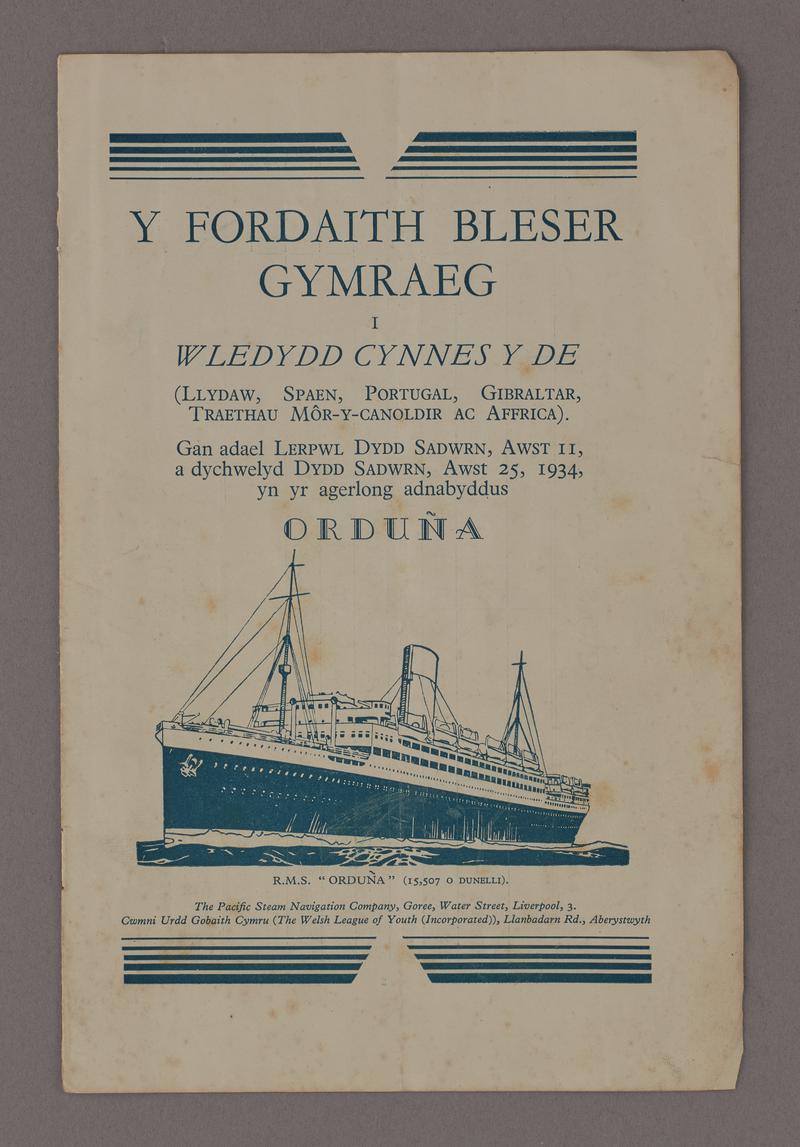 Y FORDAITH BLESER
GYMRAEG
I
WLEDYDD CYNNES Y DE
(LLYDAW, SPAEN, PORTUGAL, GIBRALTAR,
TRAETHAU MÔR-Y-CANOLDIR AC AFFRICA).
Gan adael LERPWL DYDD SADWRN, AWST 11,
a dychwelyd DYDD SADWRN, Awst 25, 1934,
yn yr agerlong adnabyddus
ORDUÑA
R.M.S. “ORDUÑA” (15,507 O DUNELLI).
The Pacific Steam Navigation Company, Goree, Water Street, Liverpool, 3.
Cwmni Urdd Gobaith Cymru (The Welsh League of Youth (Incorporated)), Llanbadarn Rd., Aberystwyth